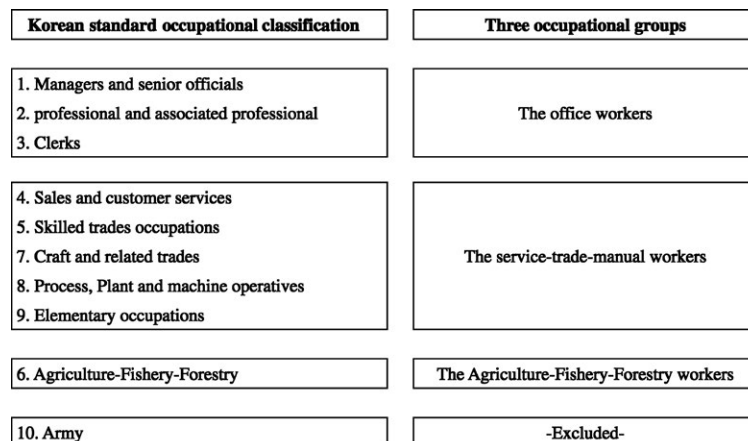 Korean standard occupational classification
Three occupational groups
1. Managers and senior officials
2. professional and associated professional
3. Clerks
The office workers
4. Sales and customer services
5. Skilled trades occupations
7. Craft and related trades
8. Process, Plant and machine operatives
9. Elementary occupations
The service-trade-manual workers
6. Agriculture-Fishery-Forestry
The Agriculture-Fishery-Forestry workers
10. Army
-Excluded-